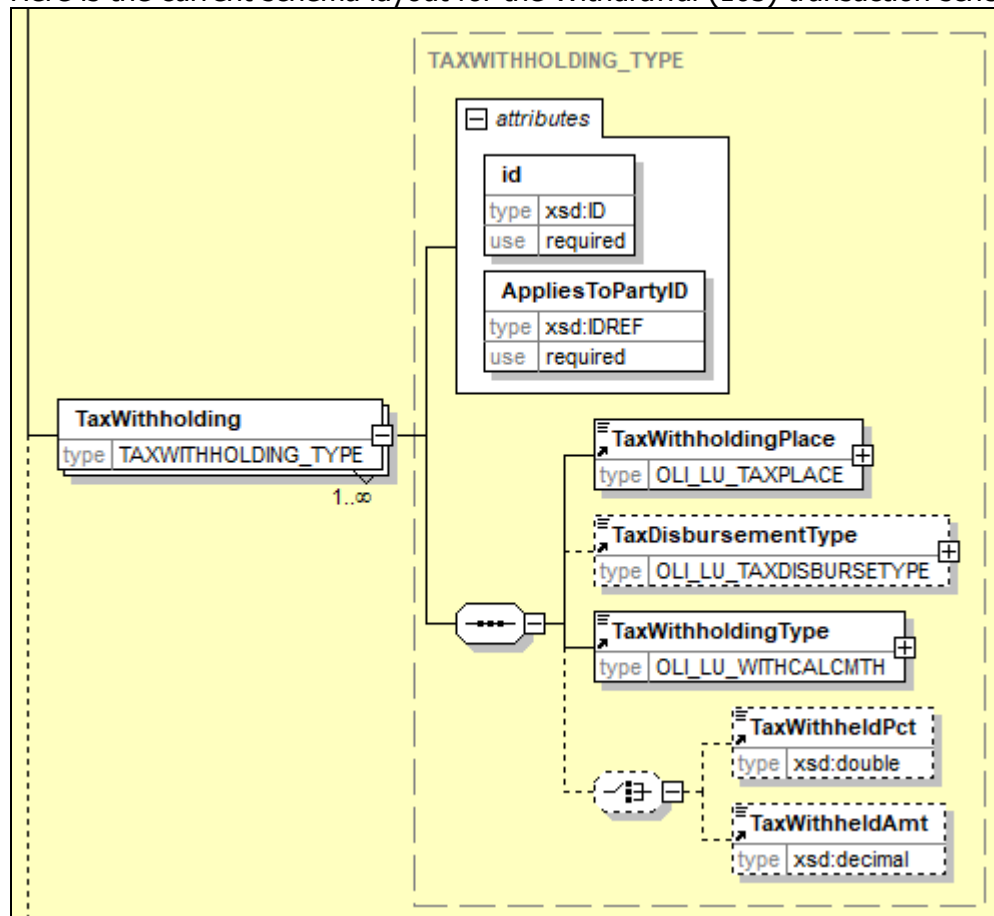 TAXWITHHOLDING_TYPE
attributes
id
type xsd:ID
use required
AppliesToPartyID
type xsd:IDREF
use required
TaxWithholding
type TAXWITHHOLDING_TYPE
1..∞
TaxWithholdingPlace
type OLI_LU_TAXPLACE
TaxDisbursementType
type OLI_LU_TAXDISBURSETYPE
TaxWithholdingType
type OLI_LU_WITHCALCMTH
TaxWithheldPct
type xsd:double
TaxWithheldAmt
type xsd:decimal